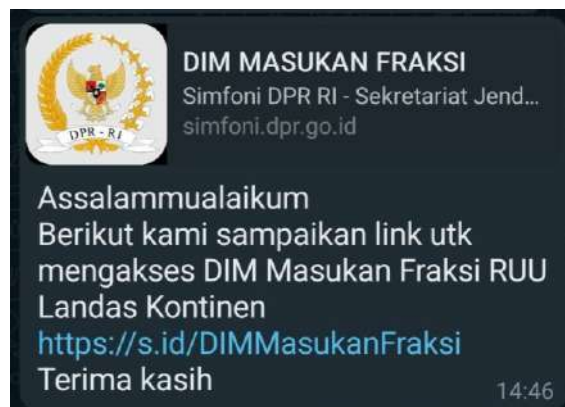 DPR - RI
DIM MASUKAN FRAKSI
Simfoni DPR RI - Sekretariat Jend...
simfoni.dpr.go.id
Assalammualaikum
Berikut kami sampaikan link utk
mengakses DIM Masukan Fraksi RUU
Landas Kontinen
https://s.id/DIMMasukanFraksi
Terima kasih
14:46